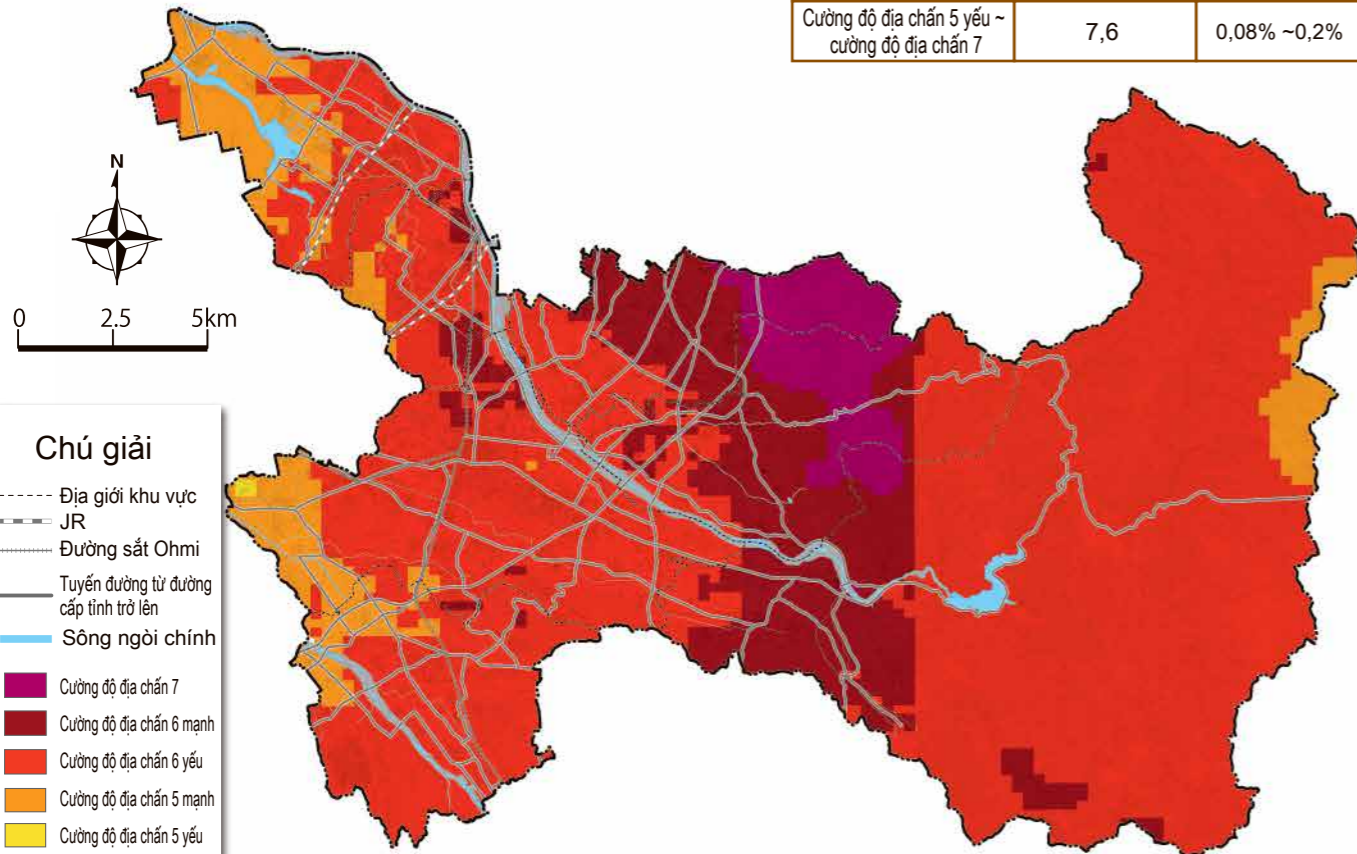 Cường độ địa chấn 5 yếu ~
cường độ địa chấn 7
7,6
0,08% ~0,2%
N
0 2.5 5km
Chú giải
Địa giới khu vực
JR
Đường sắt Ohmi
Tuyến đường từ đường
cấp tỉnh trở lên
Sông ngòi chính
Cường độ địa chấn 7
Cường độ địa chấn 6 mạnh
Cường độ địa chấn 6 yếu
Cường độ địa chấn 5 mạnh
Cường độ địa chấn 5 yếu